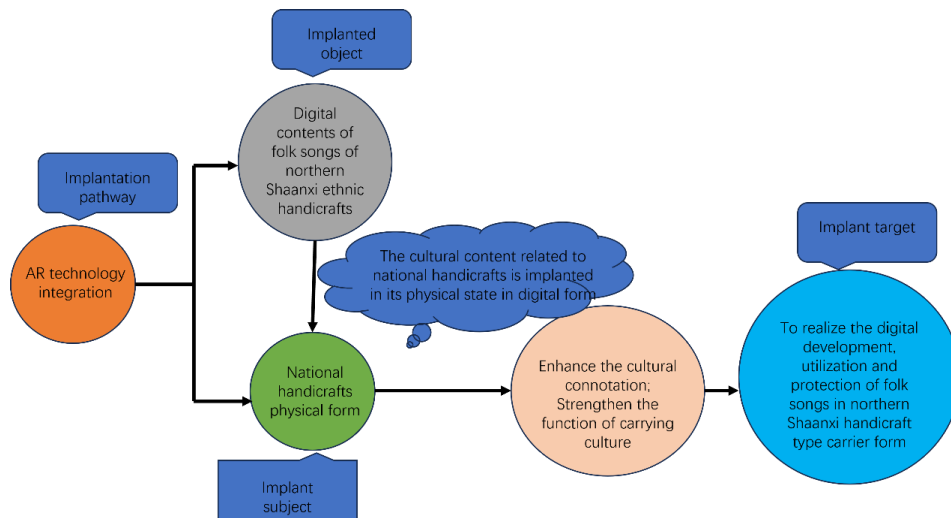 Implanted
object
Digital
contents of
folk songs of
northern
Shaanxi ethnic
handicrafts
Implantation
pathway
AR technology
integration
The cultural content related to
national handicrafts is implanted
in its physical state in digital form
Implant target
National
handicrafts
physical form
Enhance the cultural
connotation;
Strengthen the
function of carrying
culture
To realize the digital
development,
utilization and
protection of folk
songs in northern
Shaanxi handicraft
type carrier form
Implant
subject